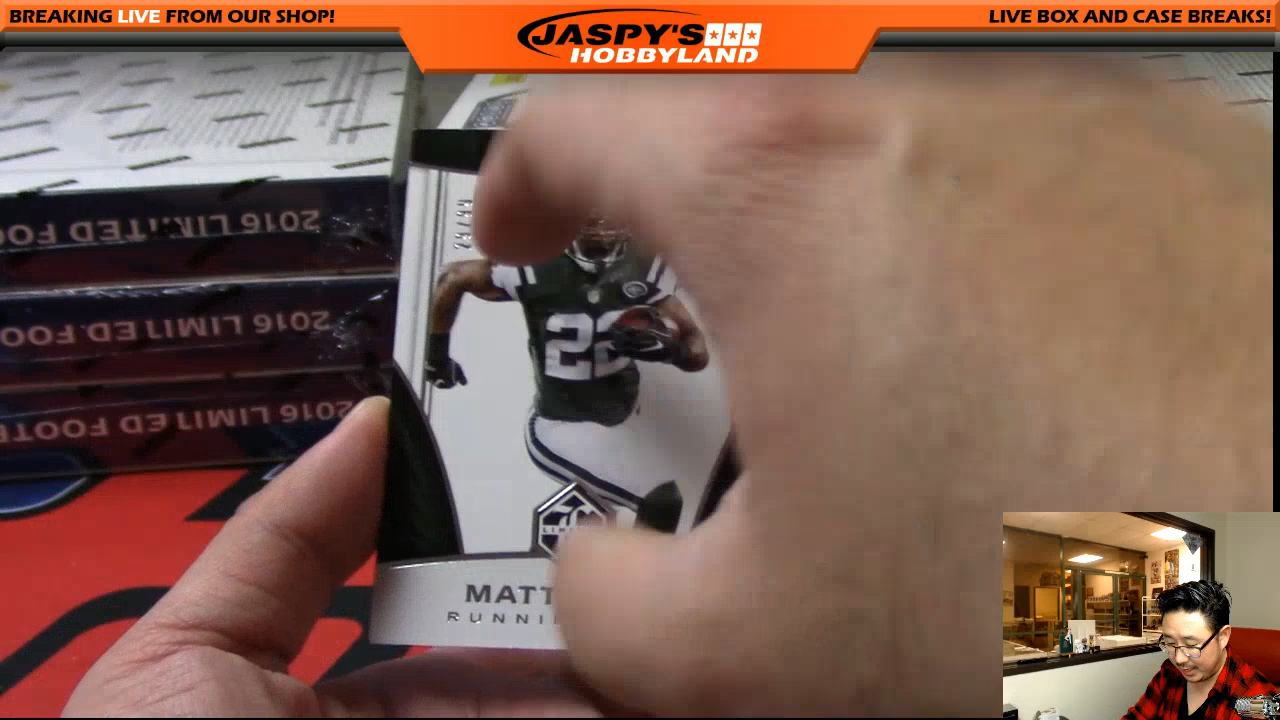 BREAKING LIVE FROM OUR SHOP!
JASPY'S
HOBBYLAND
LIVE BOX AND CASE BREAKS!
2016 LIMITED FOO
2016 LIMITED FOO
2016 LIMITED FOOT
22
MATT
RUNNI